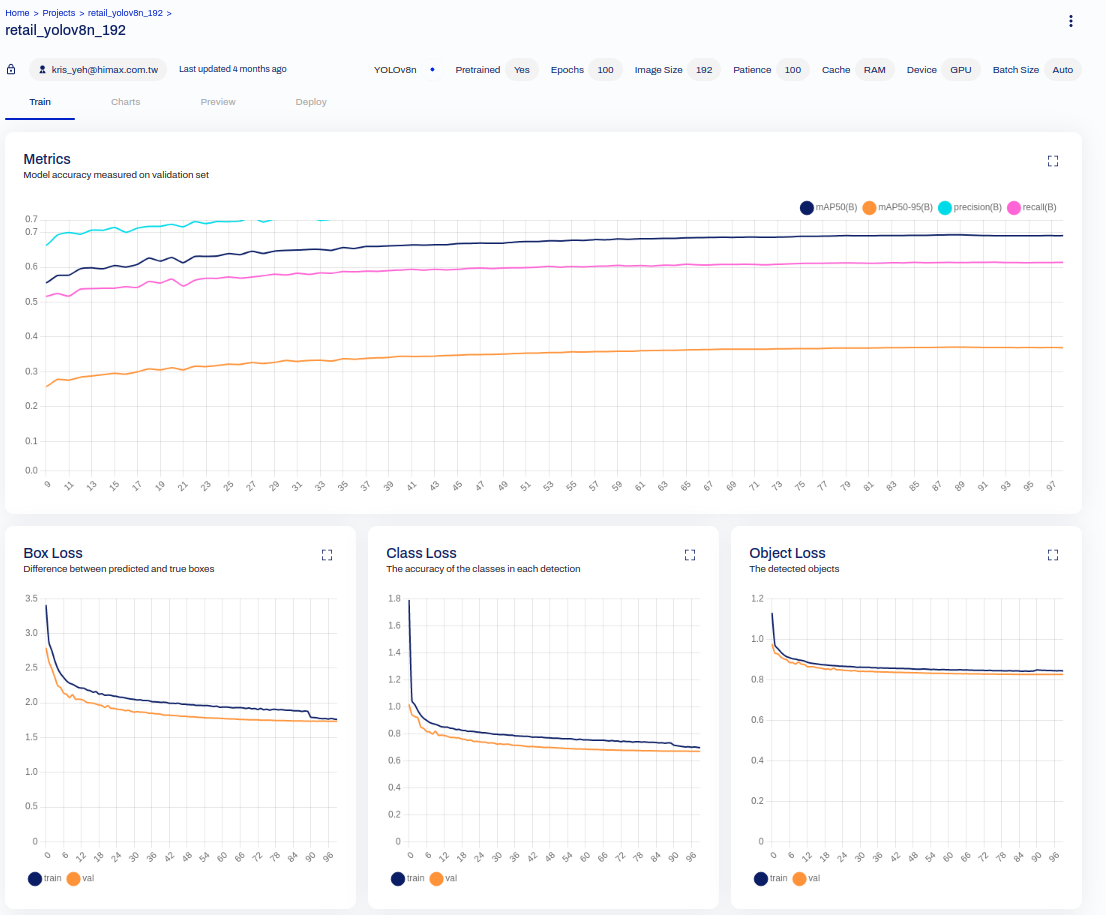 Home > Projects > retail_yolov8n_192 >
retail_yolov8n_192
kris_yeh@himax.com.tw Last updated 4 months ago YOLOv8n Pretrained Yes Epochs 100 Image Size 192 Patience 100 Cache RAM Device GPU Batch Size Auto
Train Charts Preview Deploy
Metrics
Model accuracy measured on validation set
mAP50(B) mAP50-95(B) precision(B) recall(B)
0.7
0.7
0.6
0.5
0.4
0.3
0.2
0.1
0.0
9 11 13 15 17 19 21 23 25 27 29 31 33 35 37 39 41 43 45 47 49 51 53 55 57 59 61 63 65 67 69 71 73 75 77 79 81 83 85 87 89 91 93 95 97
Box Loss
Difference between predicted and true boxes
3.5
3.0
2.5
2.0
1.5
1.0
0.5
0
0 6 12 18 24 30 36 42 48 54 60 66 72 78 84 90 96
train val
Class Loss
The accuracy of the classes in each detection
1.8
1.6
1.4
1.2
1.0
0.8
0.6
0.4
0.2
0
0 6 12 18 24 30 36 42 48 54 60 66 72 78 84 90 96
train val
Object Loss
The detected objects
1.2
1.0
0.8
0.6
0.4
0.2
0
0 6 12 18 24 30 36 42 48 54 60 66 72 78 84 90 96
train val